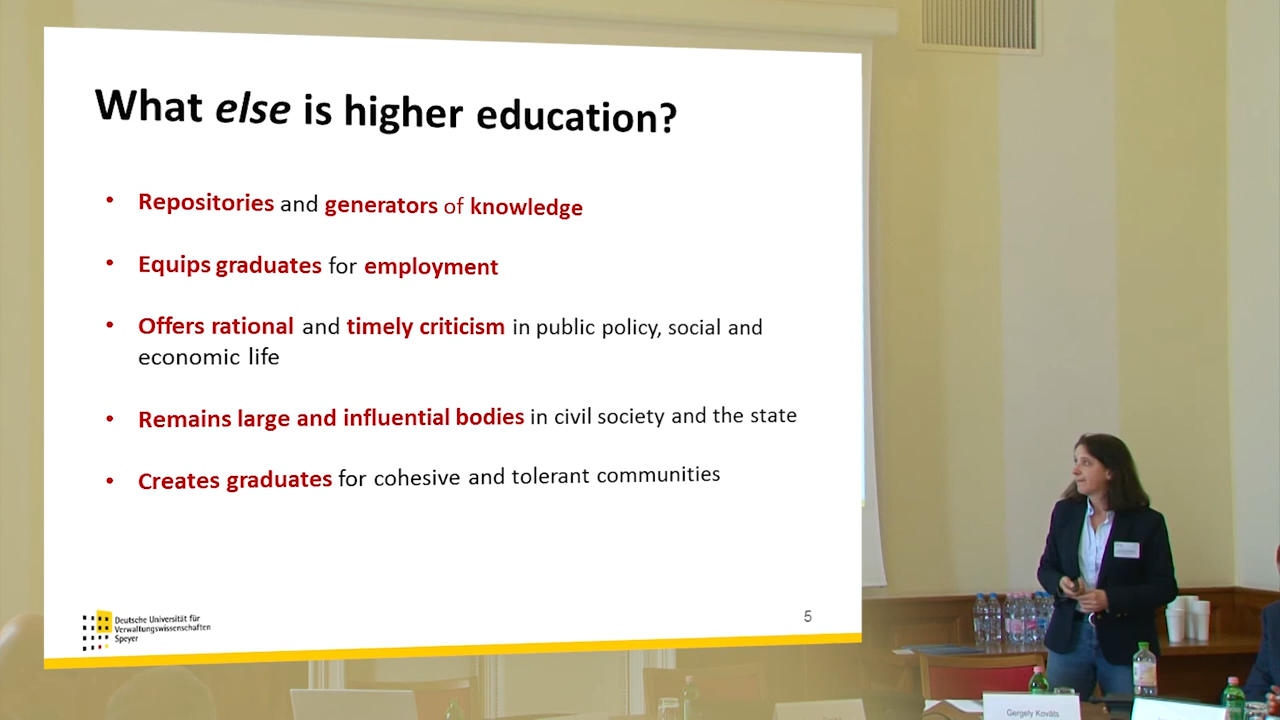 What else is higher education?
• Repositories and generators of knowledge
• Equips graduates for employment
• Offers rational and timely criticism in public policy, social and
economic life
• Remains large and influential bodies in civil society and the state
• Creates graduates for cohesive and tolerant communities
Deutsche Universität für
Verwaltungswissenschaften
Speyer
5
Gergely Kováts